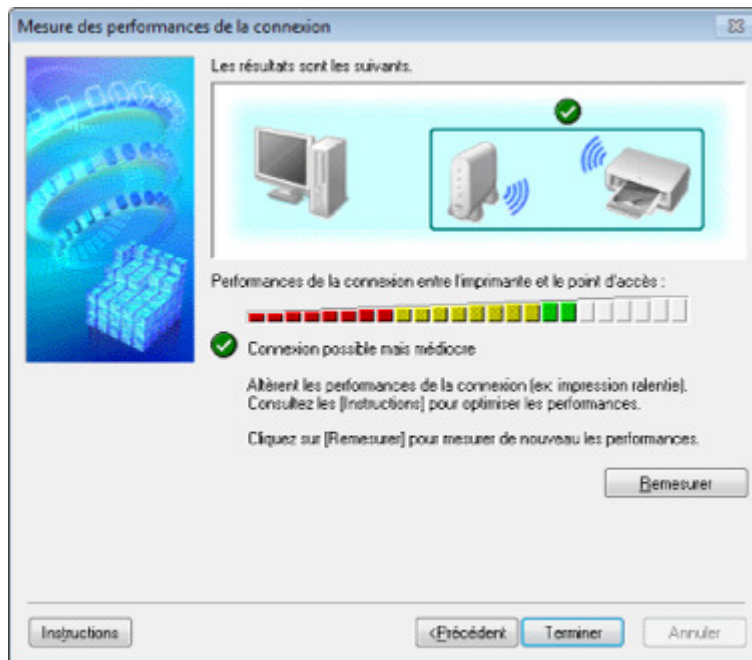 Mesure des performances de la connexion
Les résultats sont les suivants.
Performances de la connexion entre l'imprimante et le point d'accès :
Connexion possible mais médiocre
Altèrent les performances de la connexion (ex: impression ralentie).
Consultez les [Instructions] pour optimiser les performances.
Cliquez sur [Remesurer] pour mesurer de nouveau les performances.
Remesurer
Instructions
<Précédent
Terminer
Annuler